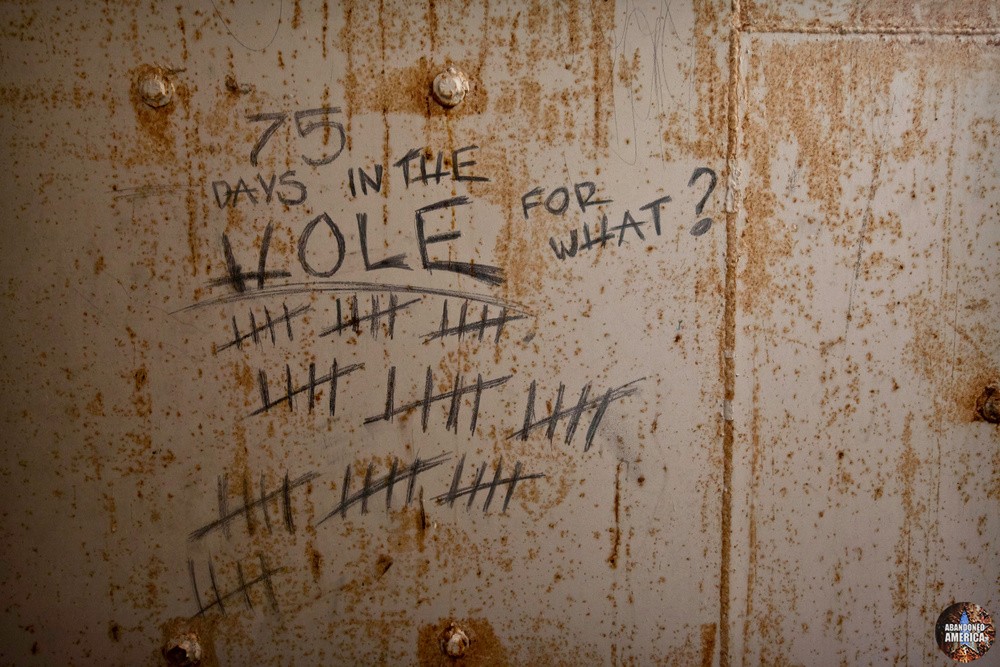 75
DAYS IN THE
HOLE
FOR
WHAT?
ABANDONED
AMERICA